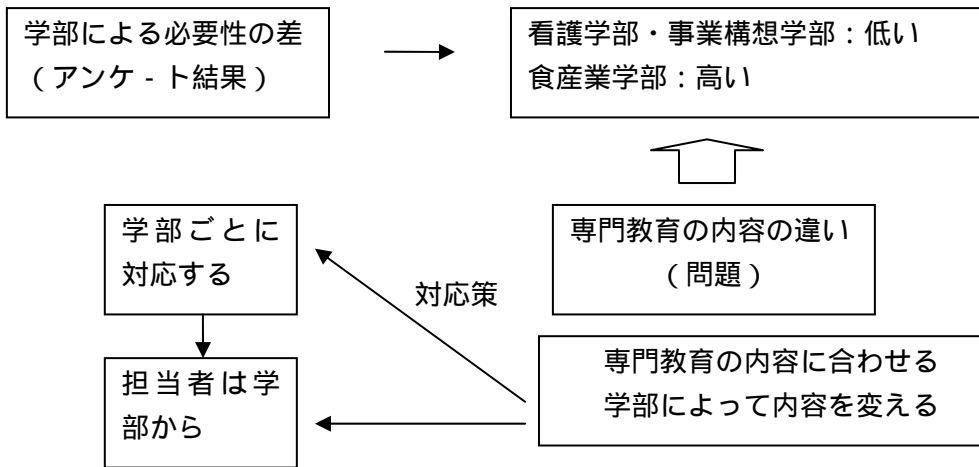 学部による必要性の差
（アンケ‐ト結果）
看護学部・事業構想学部：低い
食産業学部：高い
学部ごとに
対応する
専門教育の内容の違い
（問題）
対応策
専門教育の内容に合わせる
学部によって内容を変える
担当者は学
部から